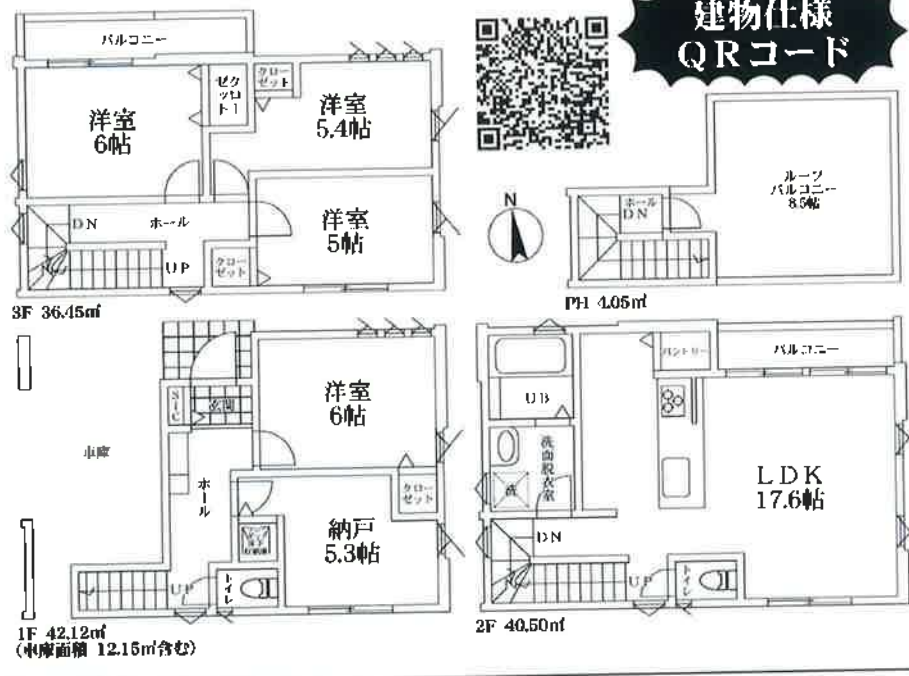 建物仕様
QRコード
バルコニー
洋室
6帖
クローゼット
洋室
5.4帖
洋室
5帖
クローゼット
DN
ホール
UP
3F 36.45㎡
N
ルーフ
バルコニー
8.5帖
ホール
DN
PH 4.05㎡
車庫
SIC
玄関
洋室
6帖
ホール
クローゼット
納戸
5.3帖
トイレ
UP
1F 42.12㎡
(車庫面積 12.15㎡含む)
UB
洗面脱衣室
洗
パントリー
バルコニー
LDK
17.6帖
DN
UP
トイレ
2F 40.50㎡